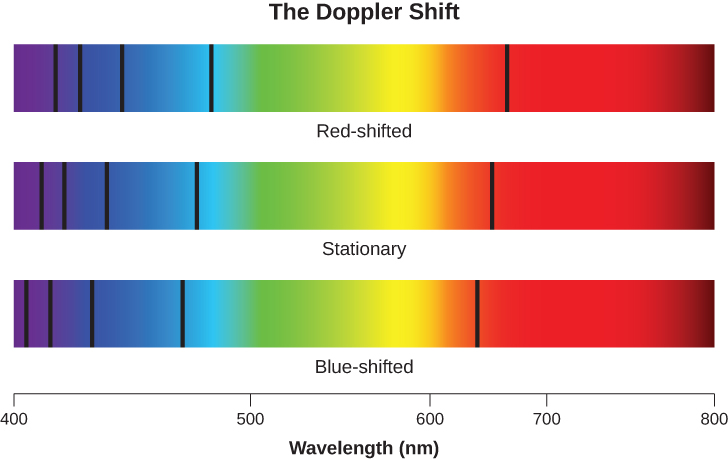 The Doppler Shift
Red-shifted
Stationary
Blue-shifted
400 500 600 700 800
Wavelength (nm)